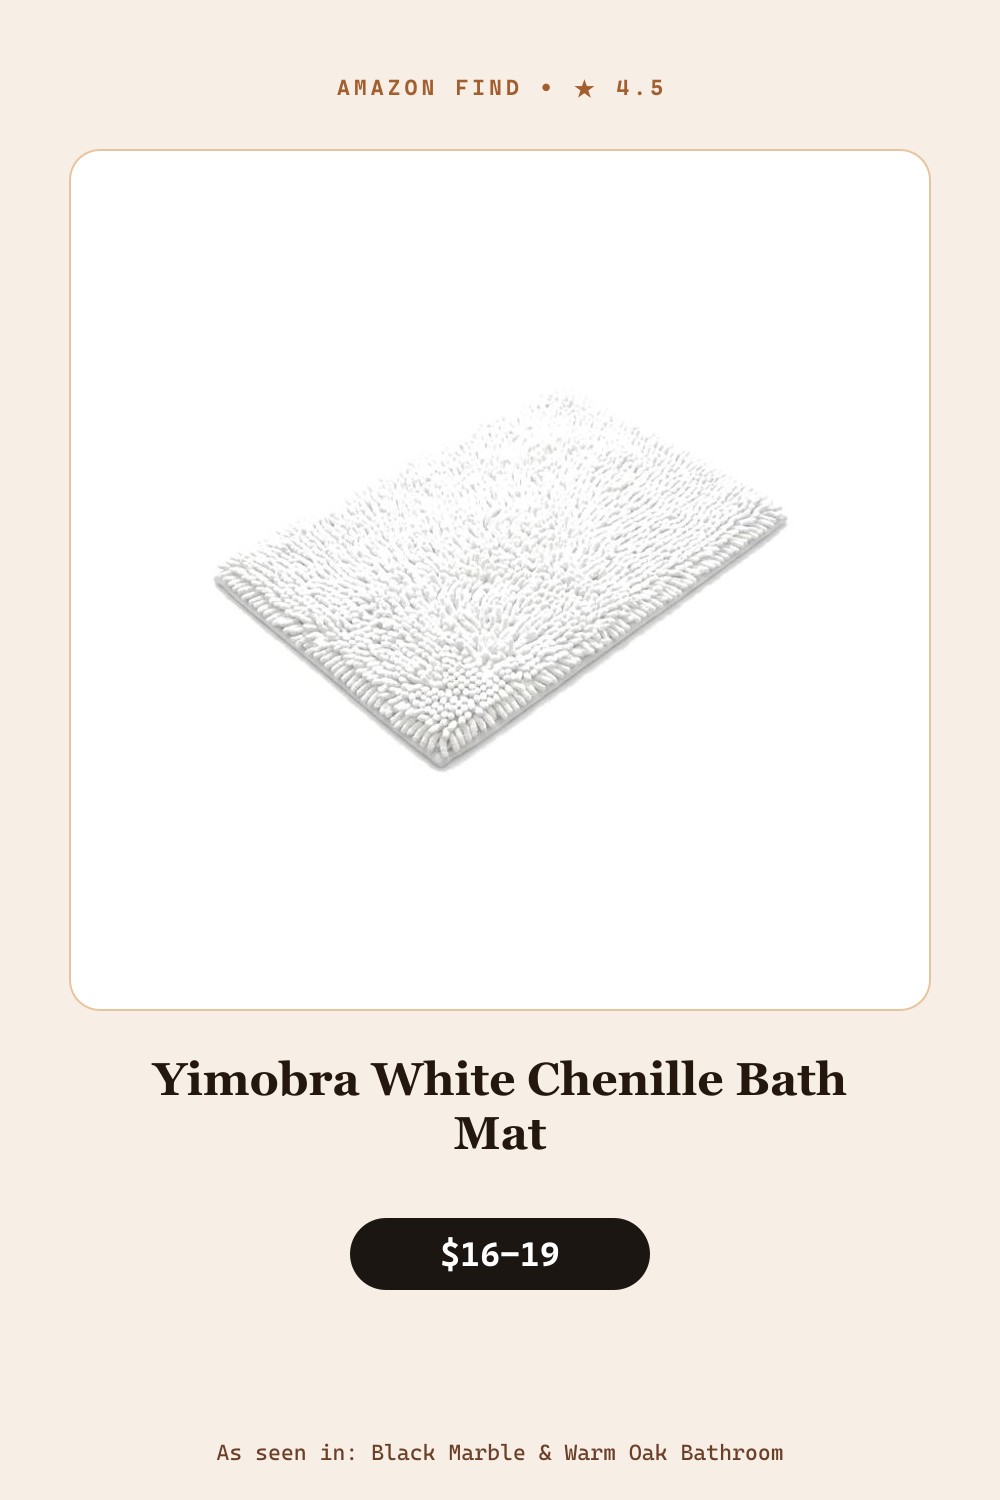 AMAZON FIND • ★ 4.5
Yimobra White Chenille Bath
Mat
$16–19
As seen in: Black Marble & Warm Oak Bathroom